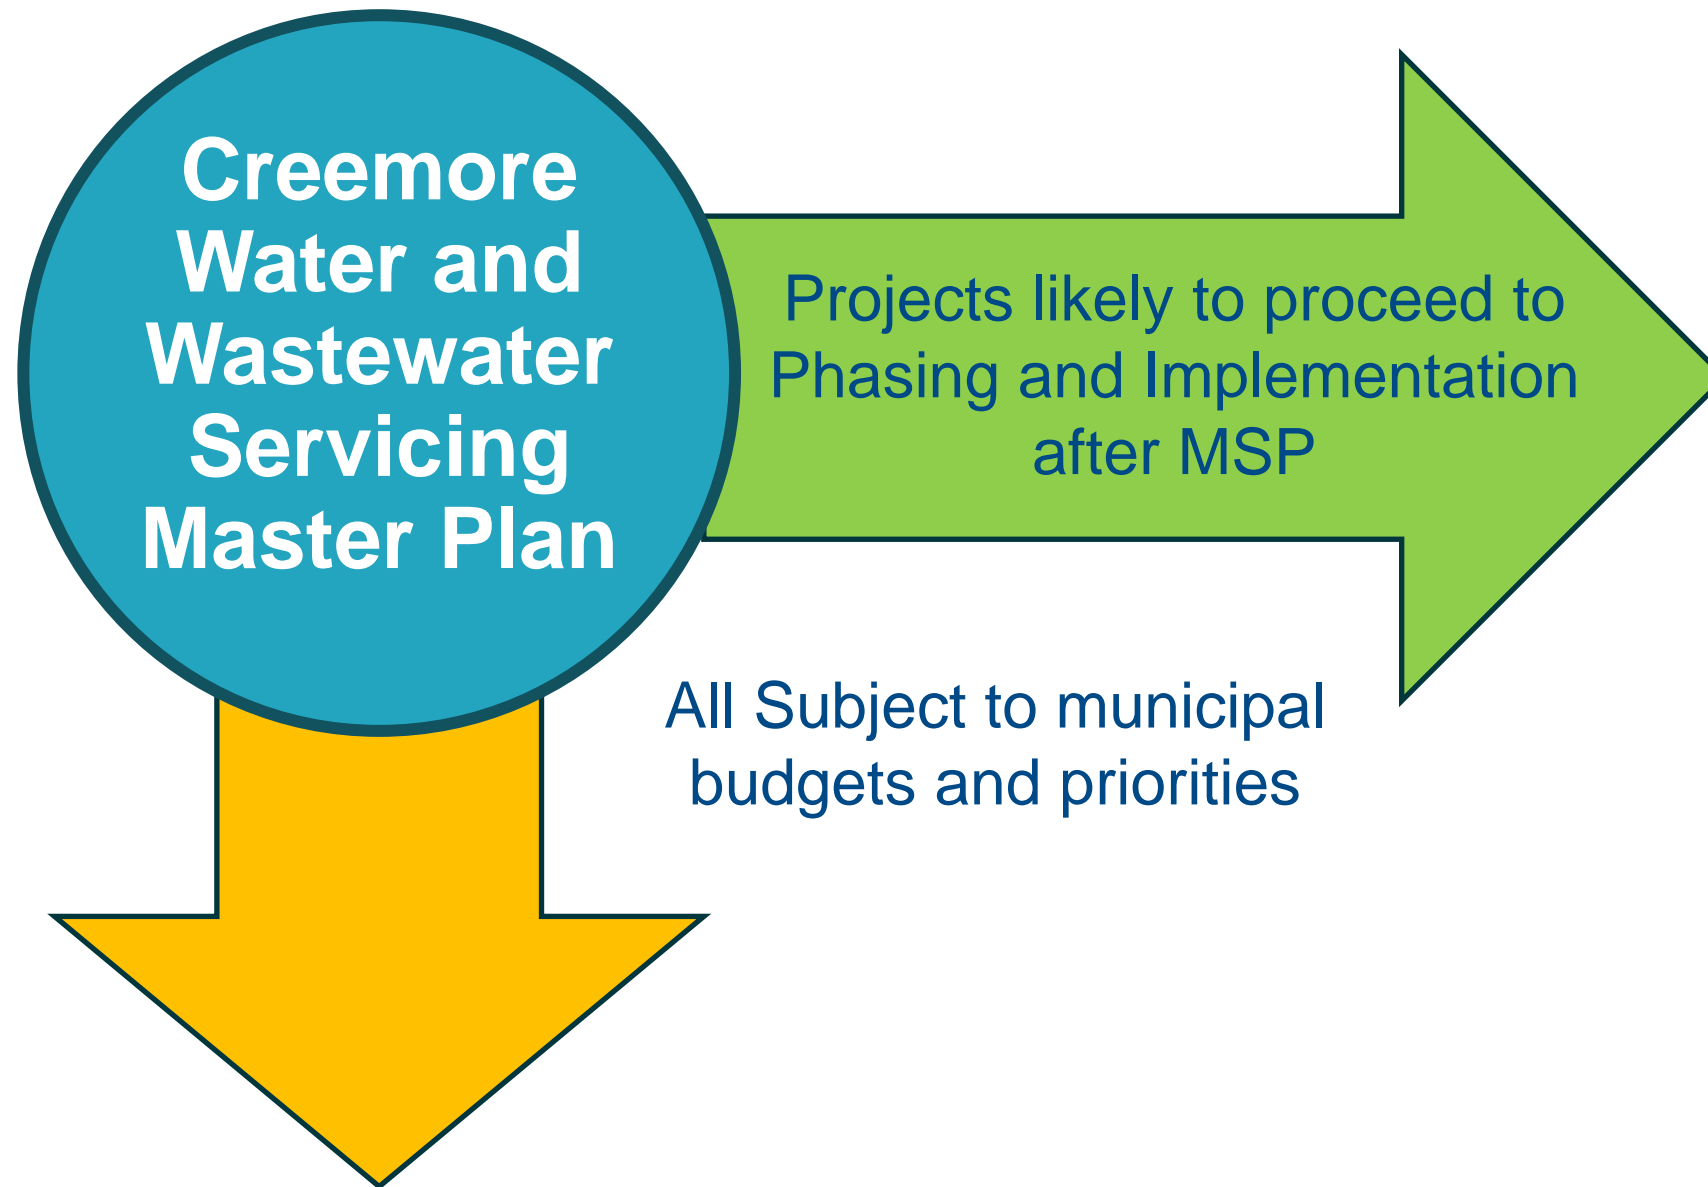 Creemore
Water and
Wastewater
Servicing
Master Plan
Projects likely to proceed to
Phasing and Implementation
after MSP
All Subject to municipal
budgets and priorities